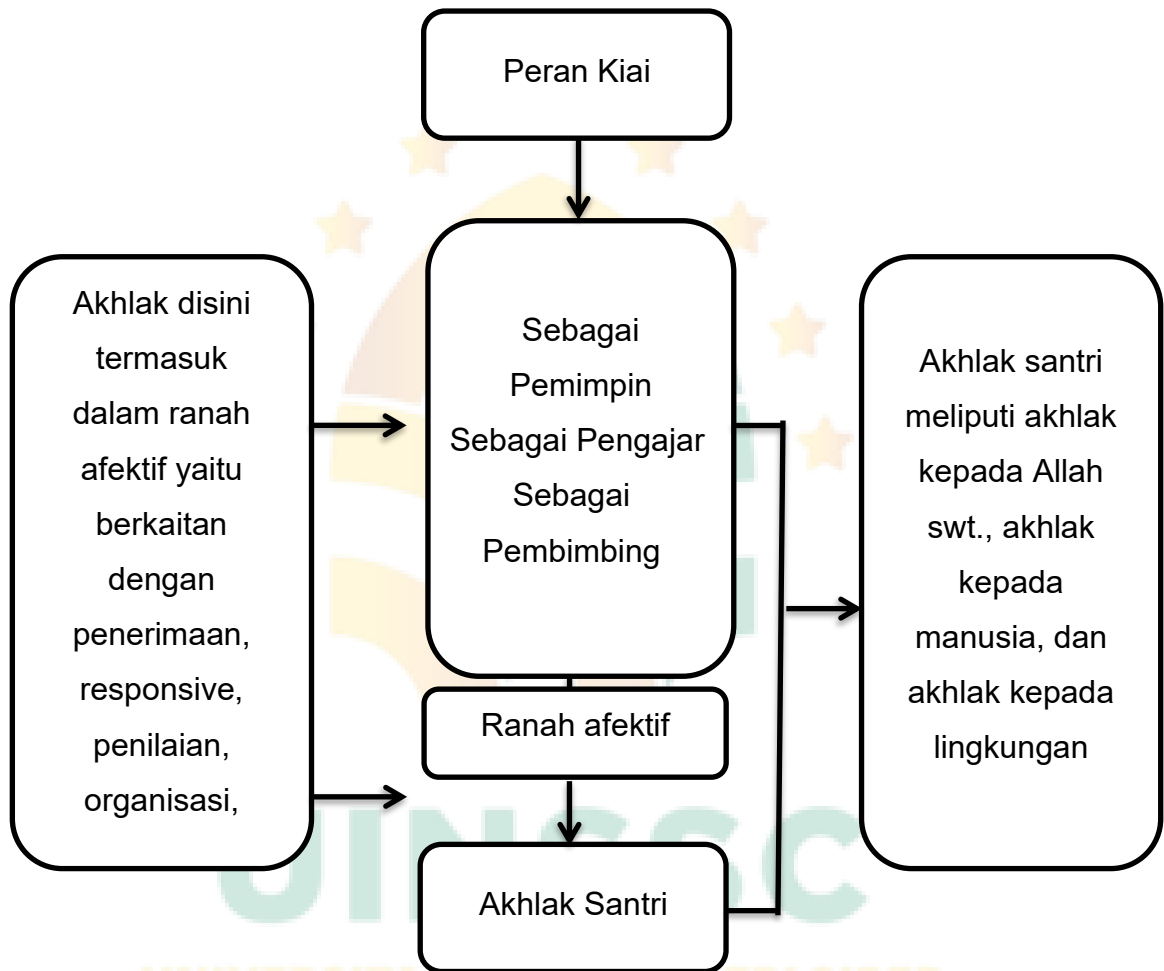 Peran Kiai
Akhlak disini
termasuk
dalam ranah
afektif yaitu
berkaitan
dengan
penerimaan,
responsive,
penilaian,
organisasi,
Sebagai
Pemimpin
Sebagai Pengajar
Sebagai
Pembimbing
Akhlak santri
meliputi akhlak
kepada Allah
swt., akhlak
kepada
manusia, dan
akhlak kepada
lingkungan
Ranah afektif
Akhlak Santri
UINSSC